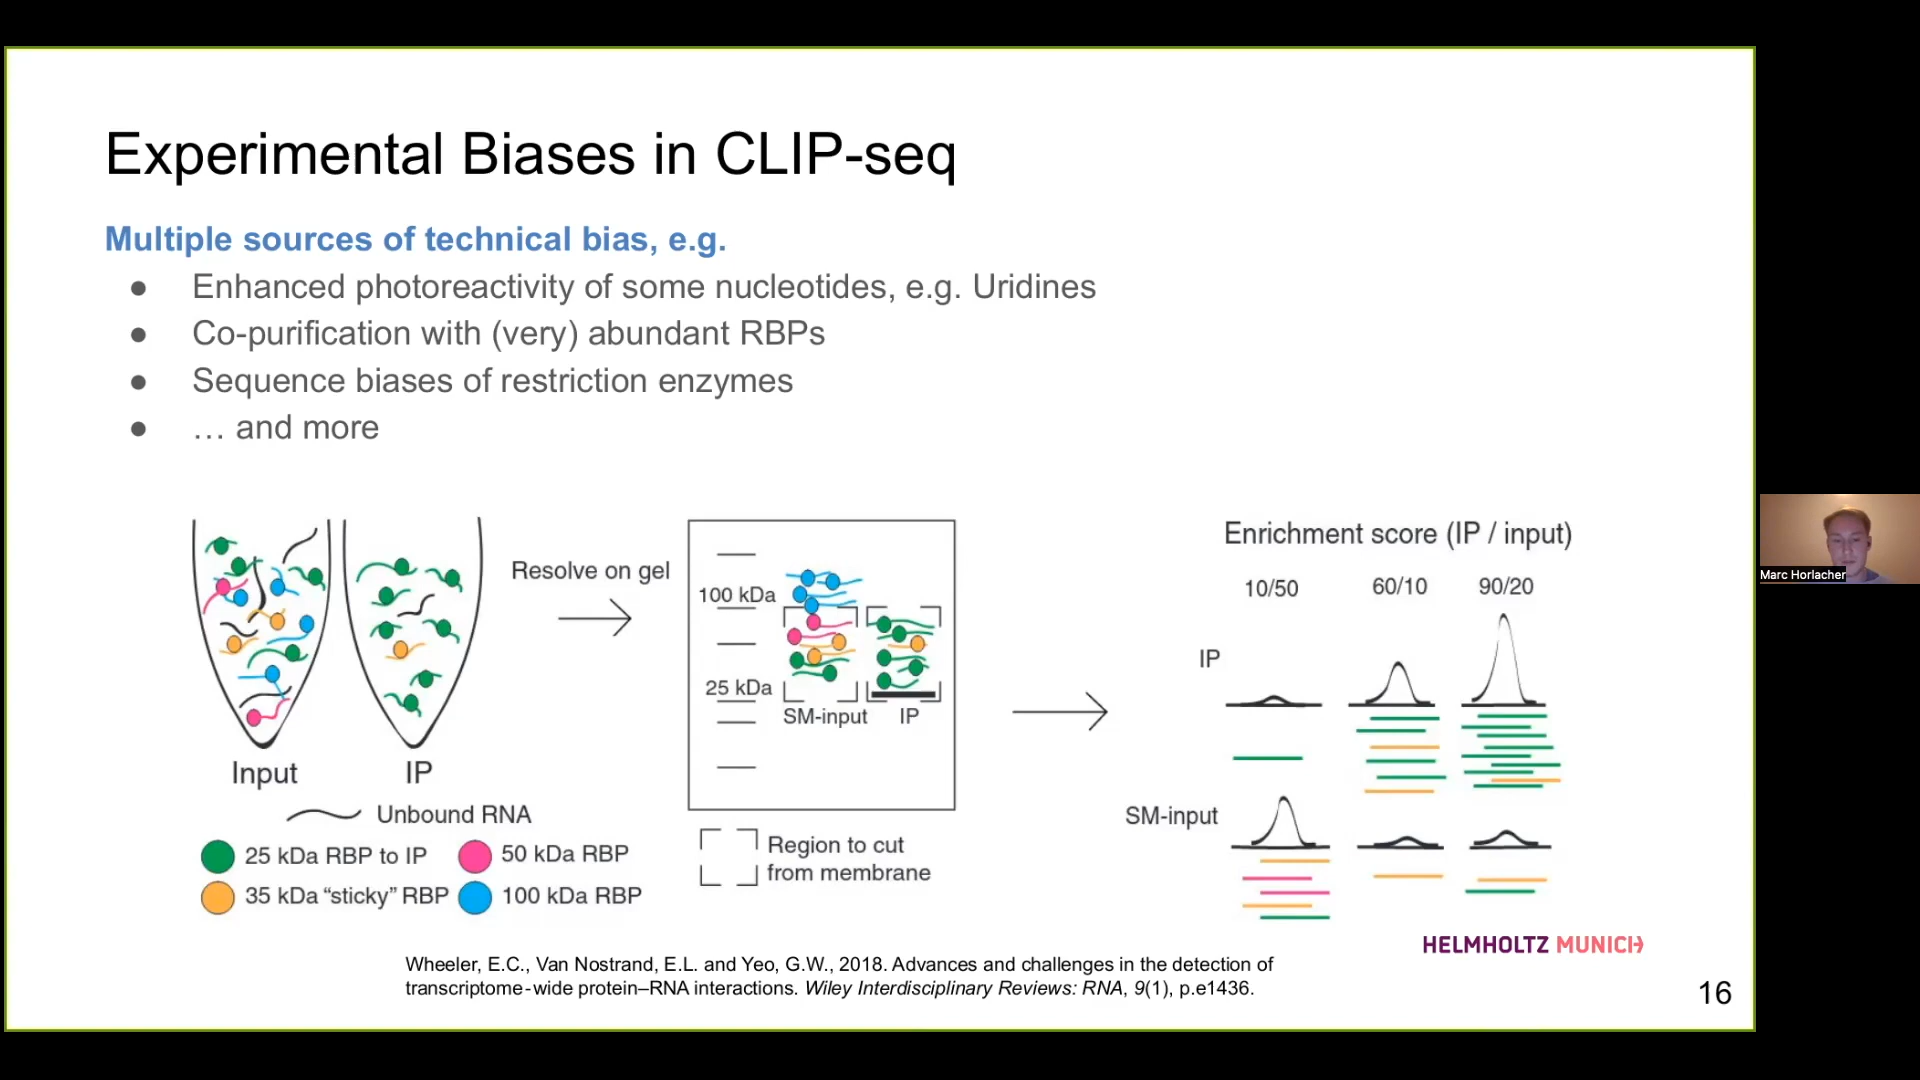 Experimental Biases in CLIP-seq
Multiple sources of technical bias, e.g.
● Enhanced photoreactivity of some nucleotides, e.g. Uridines
● Co-purification with (very) abundant RBPs
● Sequence biases of restriction enzymes
● … and more
Resolve on gel
100 kDa
25 kDa
SM-input IP
Input IP
Unbound RNA
25 kDa RBP to IP
50 kDa RBP
35 kDa “sticky” RBP
100 kDa RBP
Region to cut
from membrane
Enrichment score (IP / input)
10/50 60/10 90/20
IP
SM-input
Marc Horlacher
HELMHOLTZ MUNICH
Wheeler, E.C., Van Nostrand, E.L. and Yeo, G.W., 2018. Advances and challenges in the detection of
transcriptome-wide protein–RNA interactions. Wiley Interdisciplinary Reviews: RNA, 9(1), p.e1436.
16